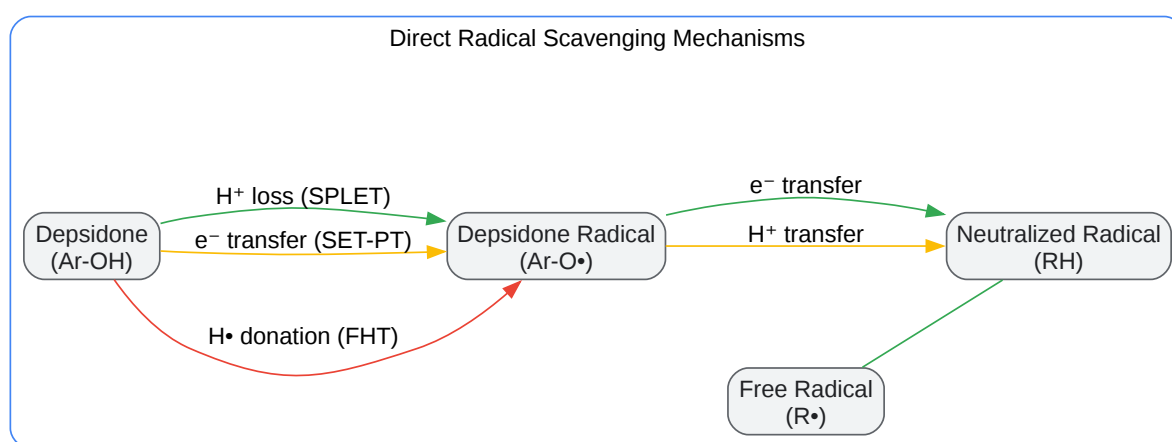 Direct Radical Scavenging Mechanisms
H⁺ loss (SPLET)
e⁻ transfer
Depsidone
(Ar-OH)
e⁻ transfer (SET-PT)
Depsidone Radical
(Ar-O•)
H⁺ transfer
Neutralized Radical
(RH)
H• donation (FHT)
Free Radical
(R•)